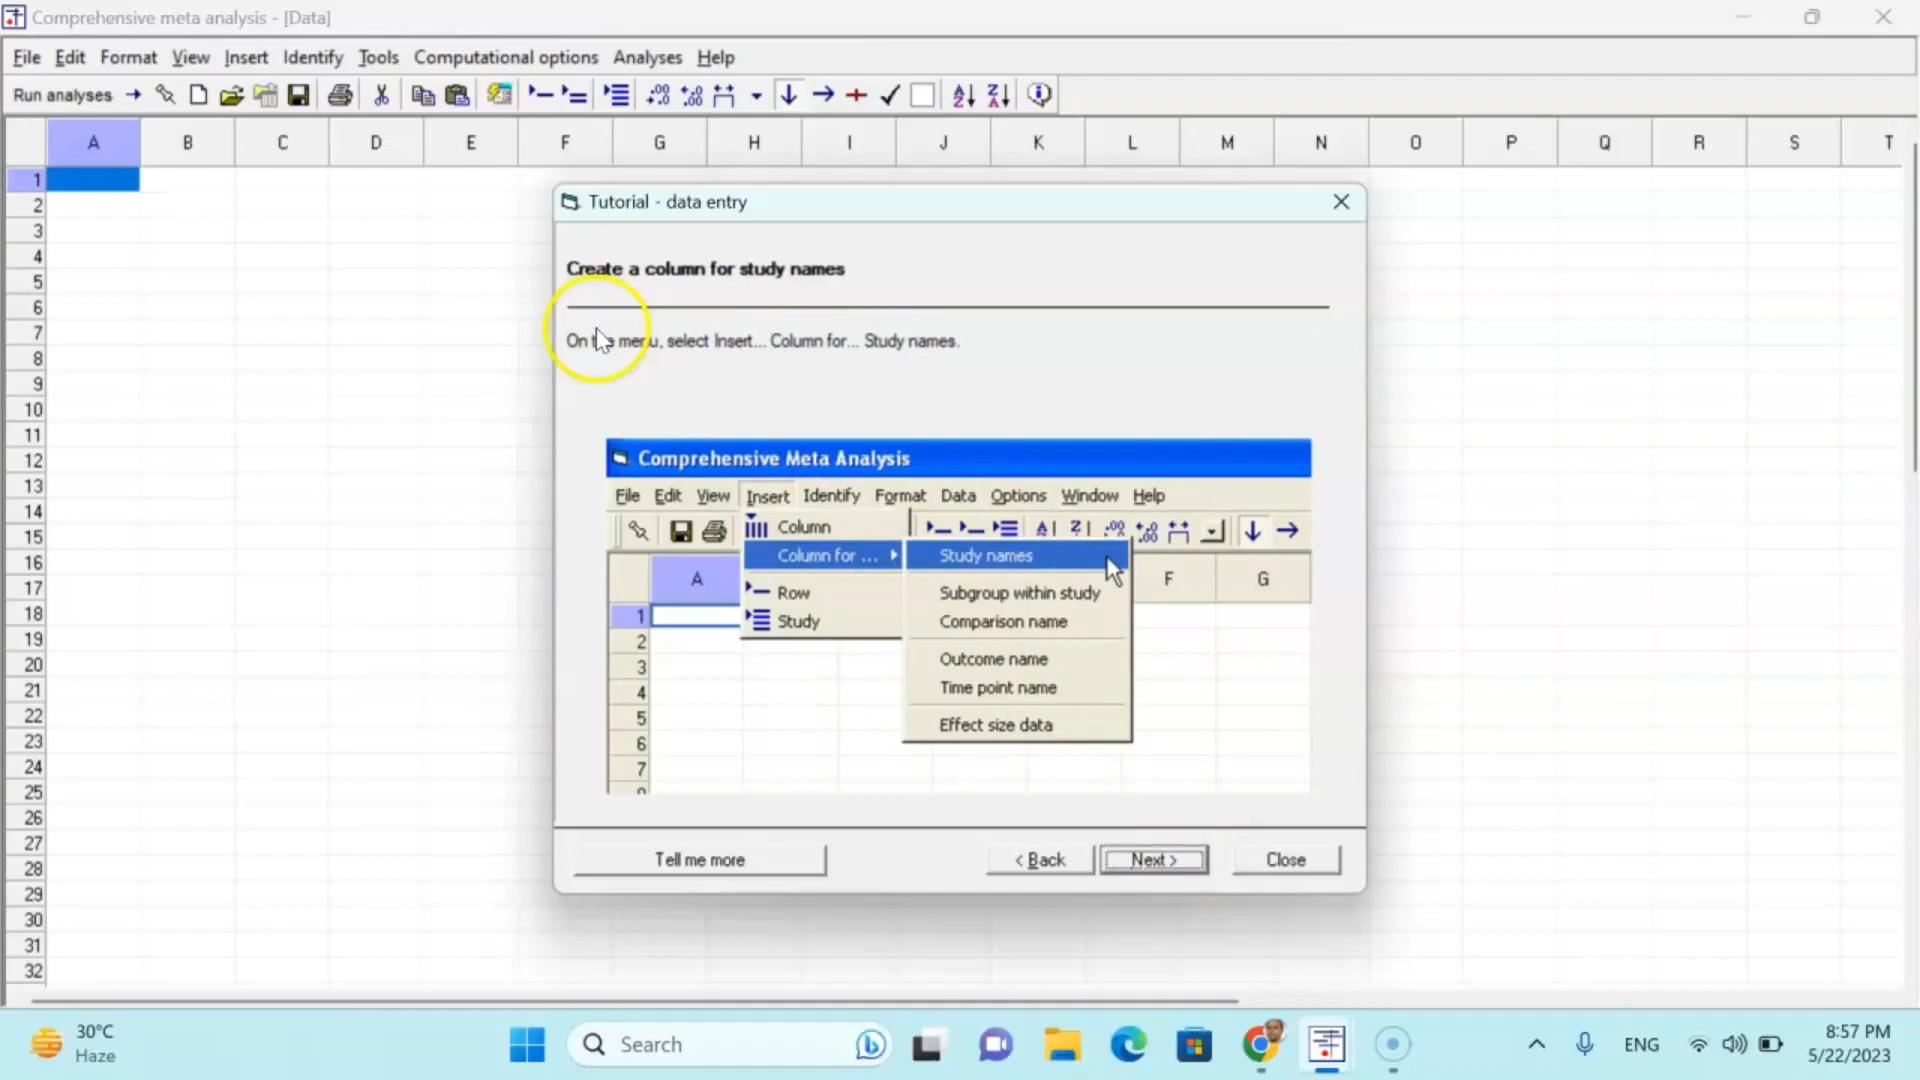 Comprehensive meta analysis - [Data]
File Edit Format View Insert Identify Tools Computational options Analyses Help
Run analyses
A B C D E F G H I J K L M N O P Q R S T
1
2
3
4
5
6
7
8
9
10
11
12
13
14
15
16
17
18
19
20
21
22
23
24
25
26
27
28
29
30
31
32
Tutorial - data entry
Create a column for study names
On the menu, select Insert... Column for... Study names.
Comprehensive Meta Analysis
File Edit View Insert Identify Format Data Options Window Help
Column
Column for ... Study names
A F G
Row
Study
Subgroup within study
Comparison name
Outcome name
Time point name
Effect size data
1
2
3
4
5
6
7
Tell me more
< Back
Next >
Close
30°C
Haze
Search
ENG
8:57 PM
5/22/2023